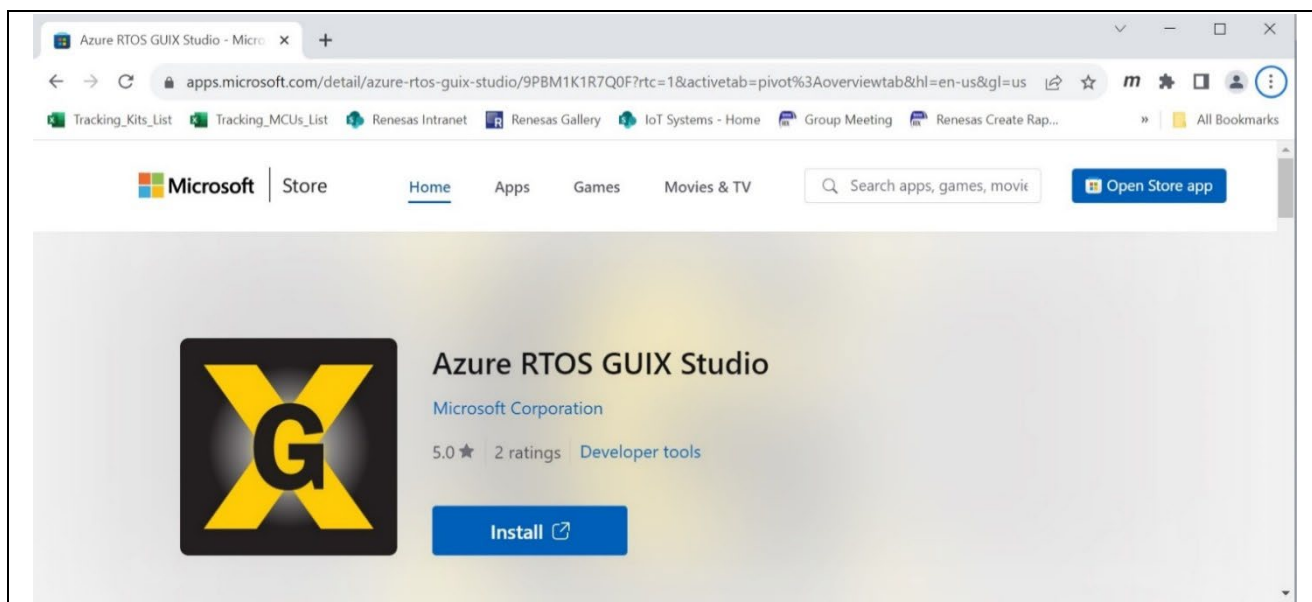 Azure RTOS GUIX Studio - Micro
apps.microsoft.com/detail/azure-rtos-guix-studio/9PBM1K1R7Q0F?rtc=1&activetab=pivot%3Aoverviewtab&hl=en-us&gl=us
Tracking_Kits_List Tracking_MCUs_List Renesas Intranet Renesas Gallery IoT Systems - Home Group Meeting Renesas Create Rap... » All Bookmarks
Microsoft Store Home Apps Games Movies & TV Search apps, games, movie Open Store app
Azure RTOS GUIX Studio
Microsoft Corporation
5.0 ★ 2 ratings Developer tools
XG
Install